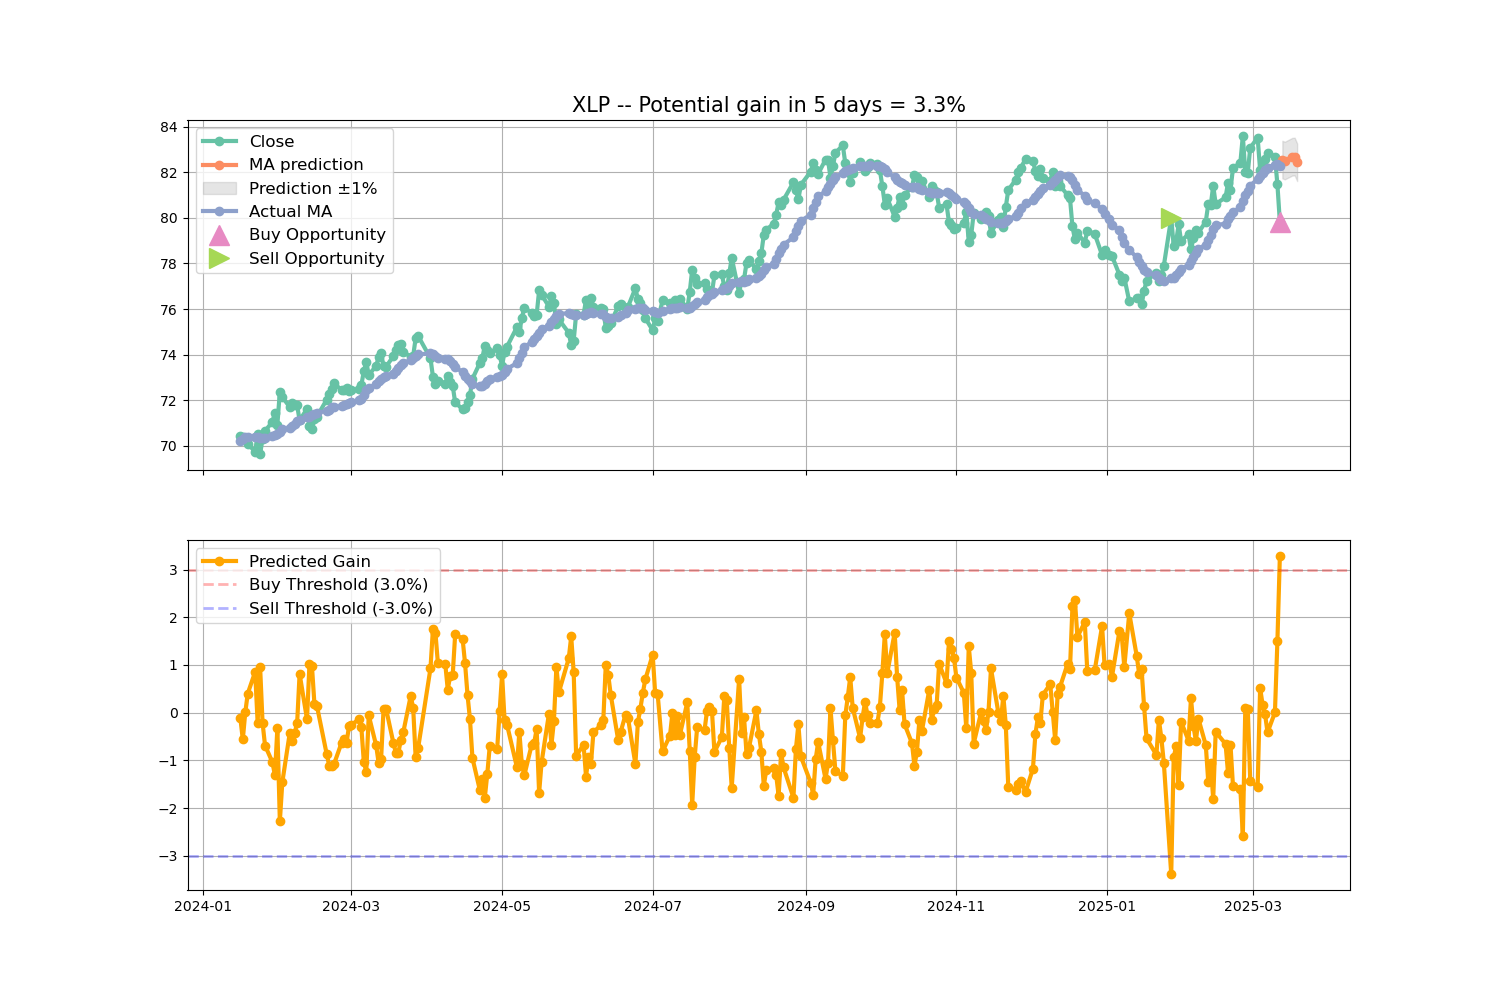 XLP -- Potential gain in 5 days = 3.3%
84
82
80
78
76
74
72
70
Close
MA prediction
Prediction ±1%
Actual MA
Buy Opportunity
Sell Opportunity
3
2
1
0
−1
−2
−3
Predicted Gain
Buy Threshold (3.0%)
Sell Threshold (-3.0%)
2024-01 2024-03 2024-05 2024-07 2024-09 2024-11 2025-01 2025-03